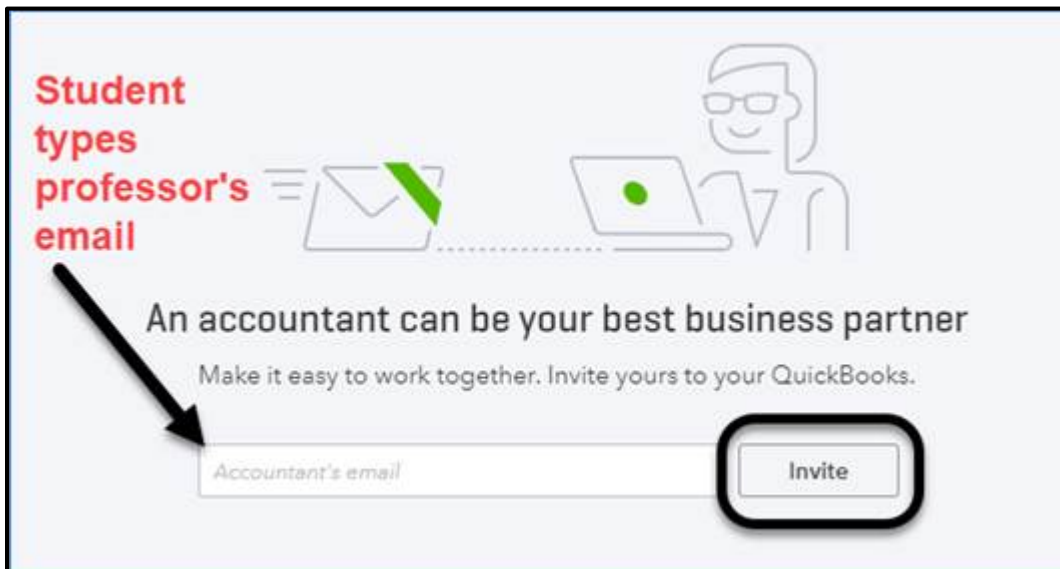 Student
types
professor's
email
An accountant can be your best business partner
Make it easy to work together. Invite yours to your QuickBooks.
Accountant's email
Invite